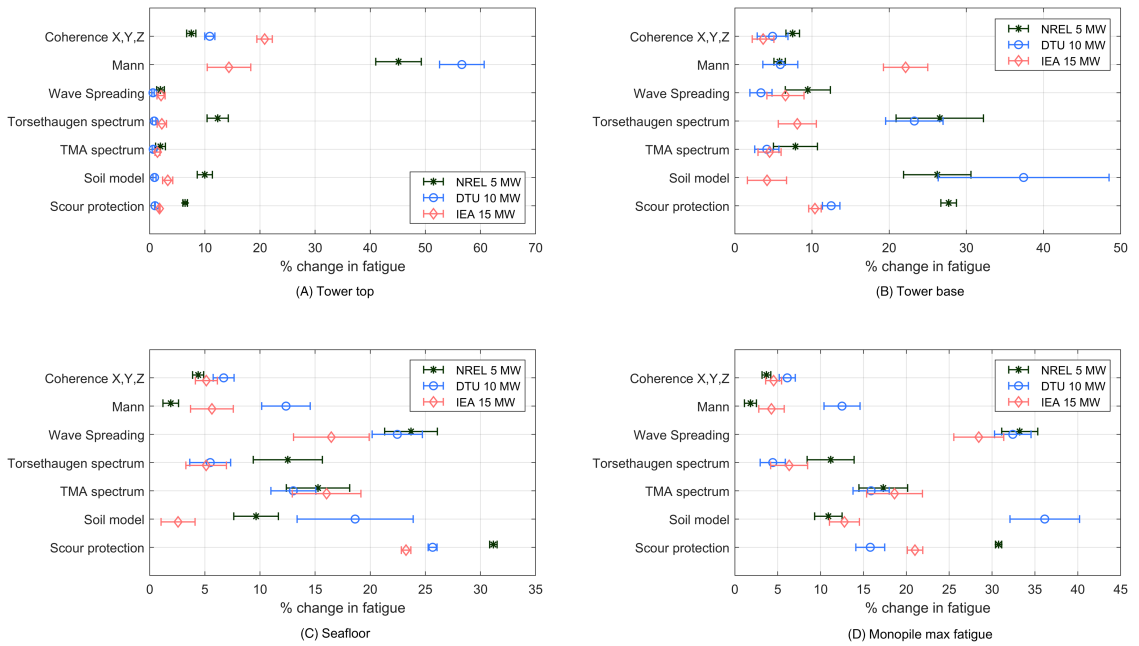 Coherence X,Y,Z
Mann
Wave Spreading
Torsethaugen spectrum
TMA spectrum
Soil model
Scour protection
NREL 5 MW
DTU 10 MW
IEA 15 MW
0 10 20 30 40 50 60 70
% change in fatigue
(A) Tower top
Coherence X,Y,Z
Mann
Wave Spreading
Torsethaugen spectrum
TMA spectrum
Soil model
Scour protection
NREL 5 MW
DTU 10 MW
IEA 15 MW
0 10 20 30 40 50
% change in fatigue
(B) Tower base
Coherence X,Y,Z
Mann
Wave Spreading
Torsethaugen spectrum
TMA spectrum
Soil model
Scour protection
NREL 5 MW
DTU 10 MW
IEA 15 MW
0 5 10 15 20 25 30 35
% change in fatigue
(C) Seafloor
Coherence X,Y,Z
Mann
Wave Spreading
Torsethaugen spectrum
TMA spectrum
Soil model
Scour protection
NREL 5 MW
DTU 10 MW
IEA 15 MW
0 5 10 15 20 25 30 35 40 45
% change in fatigue
(D) Monopile max fatigue